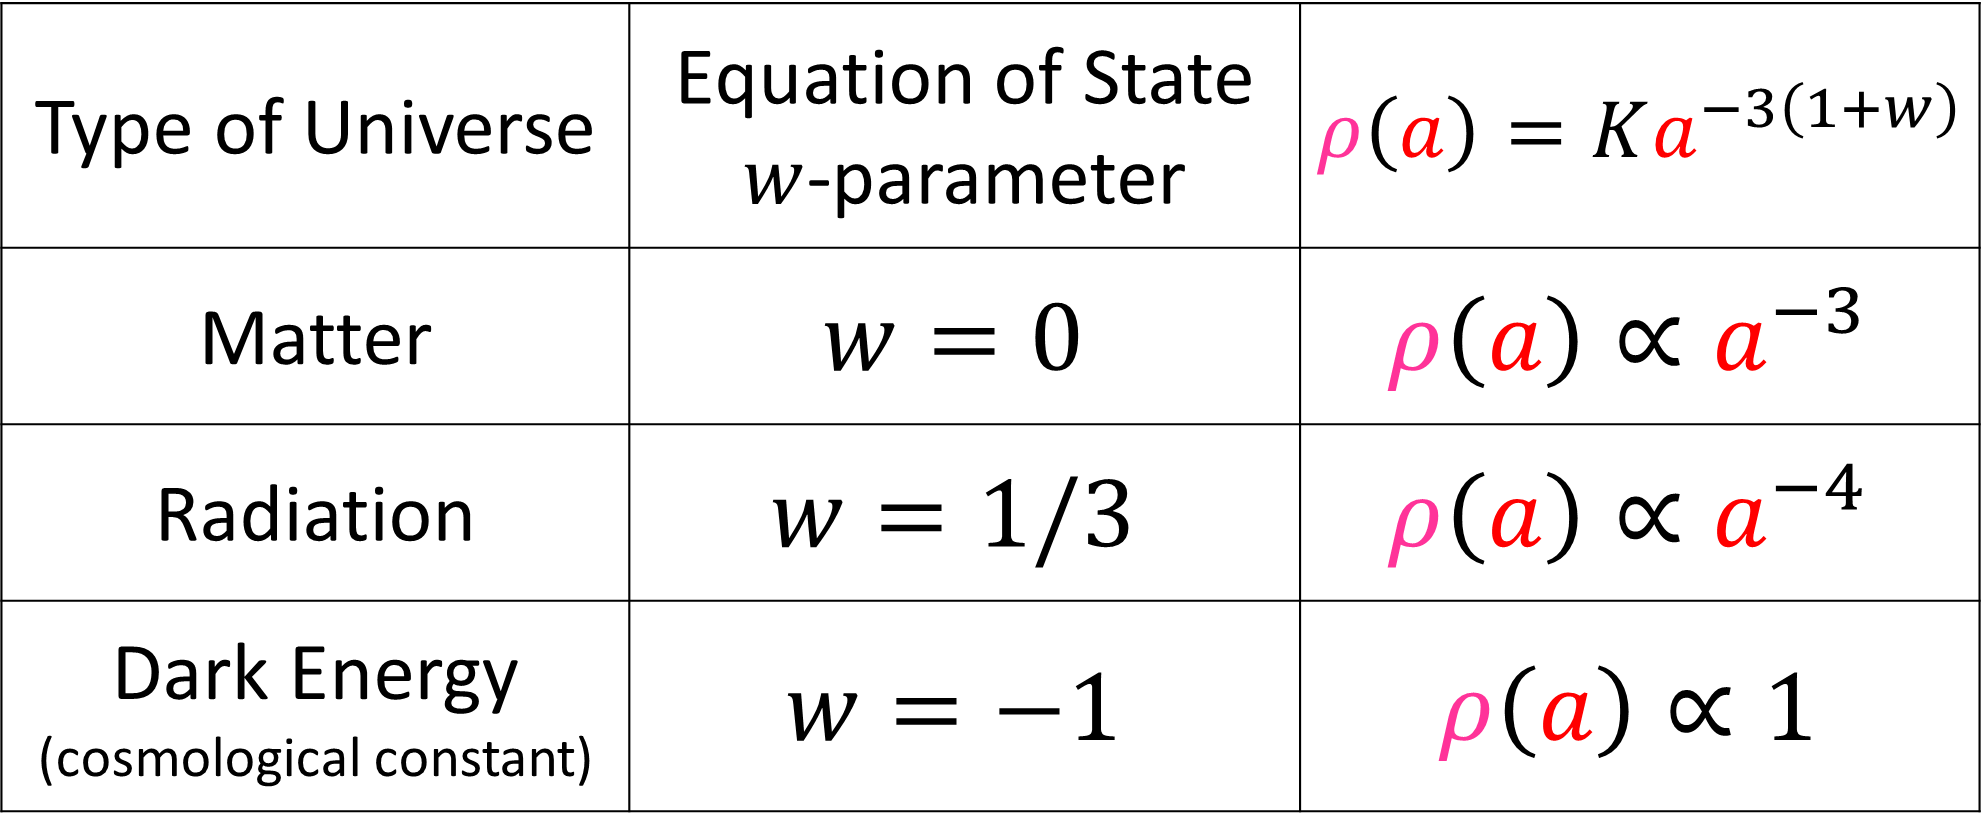 Type of Universe
Equation of State
w-parameter
ρ(a) = Ka⁻³⁽¹⁺ʷ⁾
Matter
w = 0
ρ(a) ∝ a⁻³
Radiation
w = 1/3
ρ(a) ∝ a⁻⁴
Dark Energy
(cosmological constant)
w = −1
ρ(a) ∝ 1